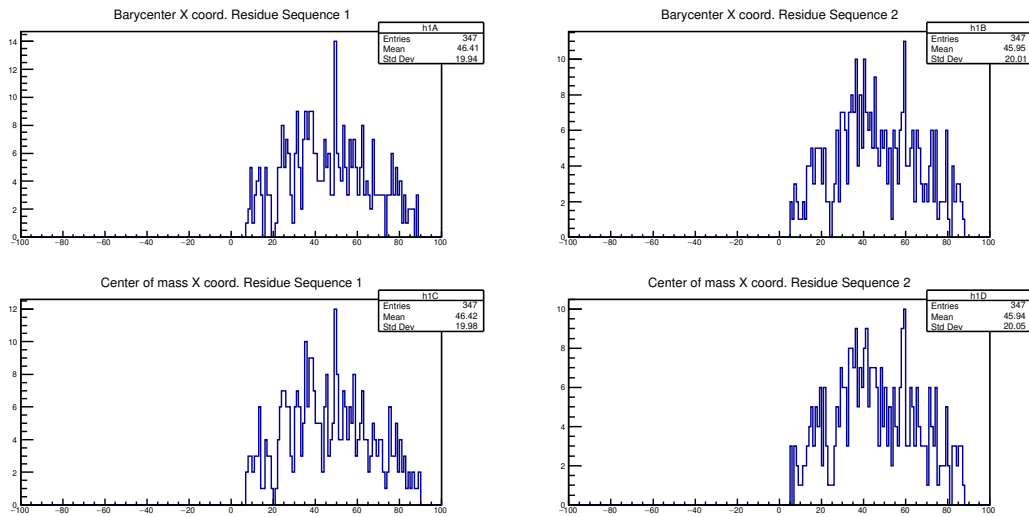 Barycenter X coord. Residue Sequence 1
h1A
Entries 347
Mean 46.41
Std Dev 19.94
14
12
10
8
6
4
2
0
−100 −80 −60 −40 −20 0 20 40 60 80 100
Barycenter X coord. Residue Sequence 2
h1B
Entries 347
Mean 45.95
Std Dev 20.01
10
8
6
4
2
0
−100 −80 −60 −40 −20 0 20 40 60 80 100
Center of mass X coord. Residue Sequence 1
h1C
Entries 347
Mean 46.42
Std Dev 19.98
12
10
8
6
4
2
0
−100 −80 −60 −40 −20 0 20 40 60 80 100
Center of mass X coord. Residue Sequence 2
h1D
Entries 347
Mean 45.94
Std Dev 20.05
10
8
6
4
2
0
−100 −80 −60 −40 −20 0 20 40 60 80 100